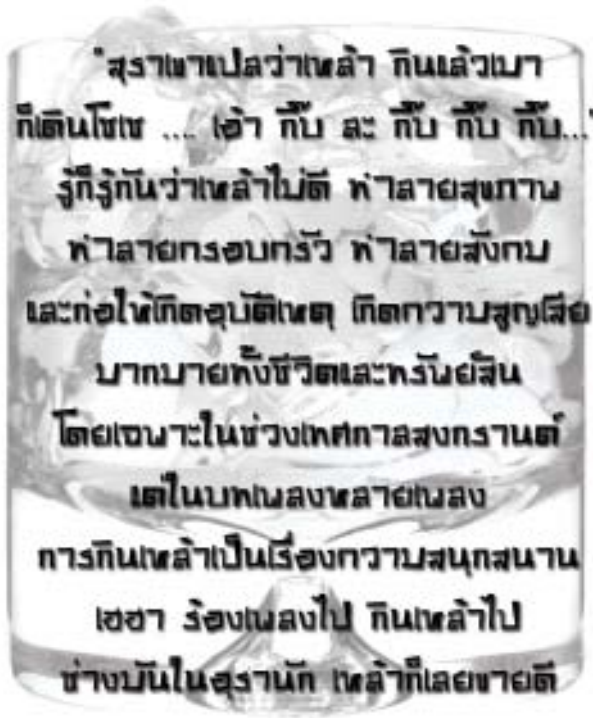 "สุราเขาแปลว่าเหล้า กินแล้วเมา
ก็เดินโซเซ .... เอ้า กึ๊บ ละ กึ๊บ กึ๊บ กึ๊บ..."
รู้ก็รู้กันว่าเหล้าไม่ดี ทำลายสุขภาพ
ทำลายครอบครัว ทำลายสังคม
และก่อให้เกิดอุบัติเหตุ เกิดความสูญเสีย
มากมายทั้งชีวิตและทรัพย์สิน
โดยเฉพาะในช่วงเทศกาลสงกรานต์
แต่ในบทเพลงหลายเพลง
การกินเหล้าเป็นเรื่องความสนุกสนาน
เฮฮา ร้องเพลงไป กินเหล้าไป
ช่างมันในสุรานัก เหล้าก็เลยขายดี